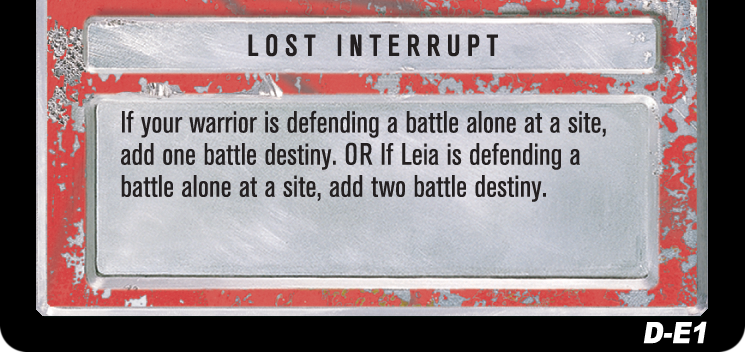 LOST INTERRUPT
If your warrior is defending a battle alone at a site,
add one battle destiny. OR If Leia is defending a
battle alone at a site, add two battle destiny.
D-E1